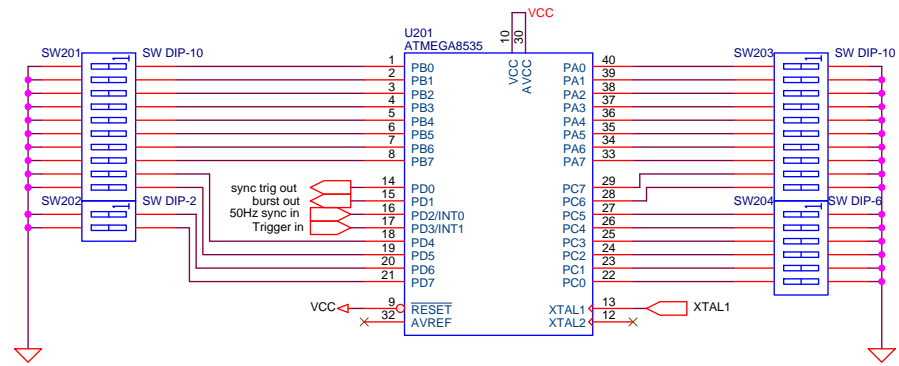 VCC
U201
ATMEGA8535
SW201 SW DIP-10
SW203 SW DIP-10
10 30
VCC AVCC
1 PB0 PA0 40
2 PB1 PA1 39
3 PB2 PA2 38
4 PB3 PA3 37
5 PB4 PA4 36
6 PB5 PA5 35
7 PB6 PA6 34
8 PB7 PA7 33
sync trig out 14 PD0 PC7 29
burst out 15 PD1 PC6 28
SW202 SW DIP-2
SW204 SW DIP-6
50Hz sync in 16 PD2/INT0 PC5 27
Trigger in 17 PD3/INT1 PC4 26
18 PD4 PC3 25
19 PD5 PC2 24
20 PD6 PC1 23
21 PD7 PC0 22
VCC 9 RESET XTAL1 13 XTAL1
32 AVREF XTAL2 12
1
1
1
1